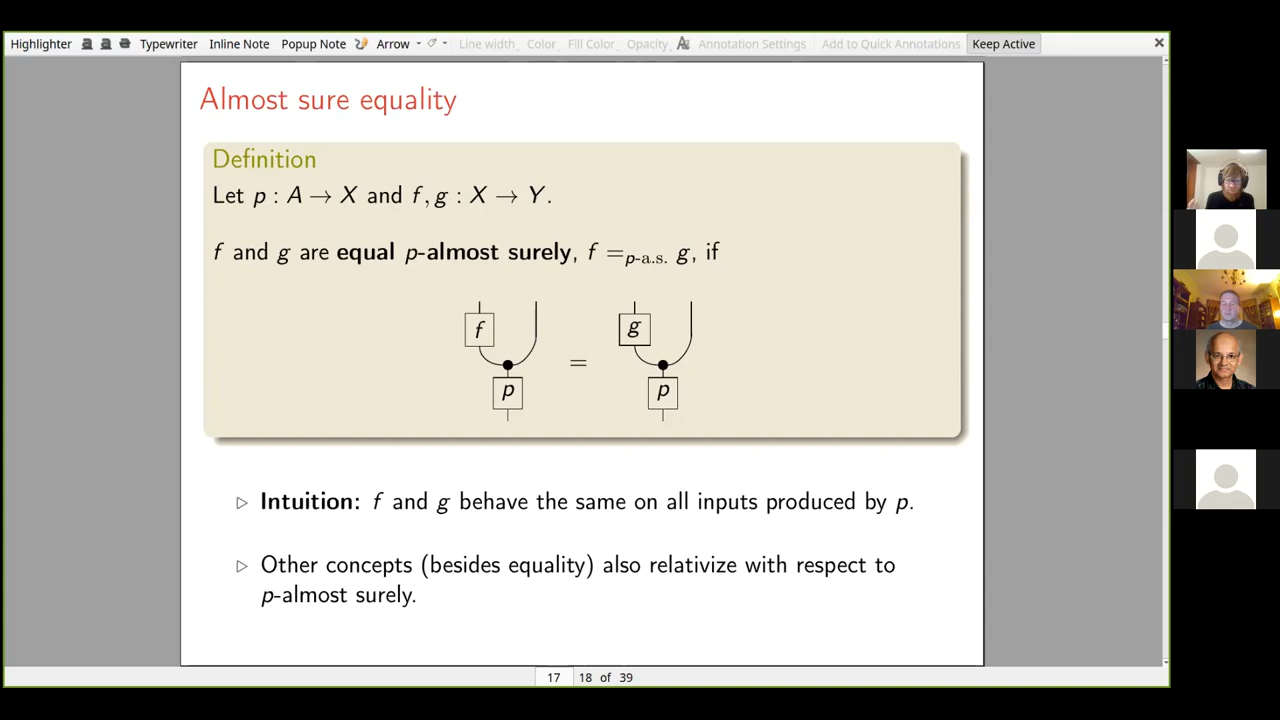 Highlighter Typewriter Inline Note Popup Note Arrow Line width Color Fill Color Opacity Annotation Settings Add to Quick Annotations Keep Active
Almost sure equality
Definition
Let p : A → X and f, g : X → Y.
f and g are equal p-almost surely, f =p-a.s. g, if
f g
=
p p
▷ Intuition: f and g behave the same on all inputs produced by p.
▷ Other concepts (besides equality) also relativize with respect to
p-almost surely.
17 18 of 39